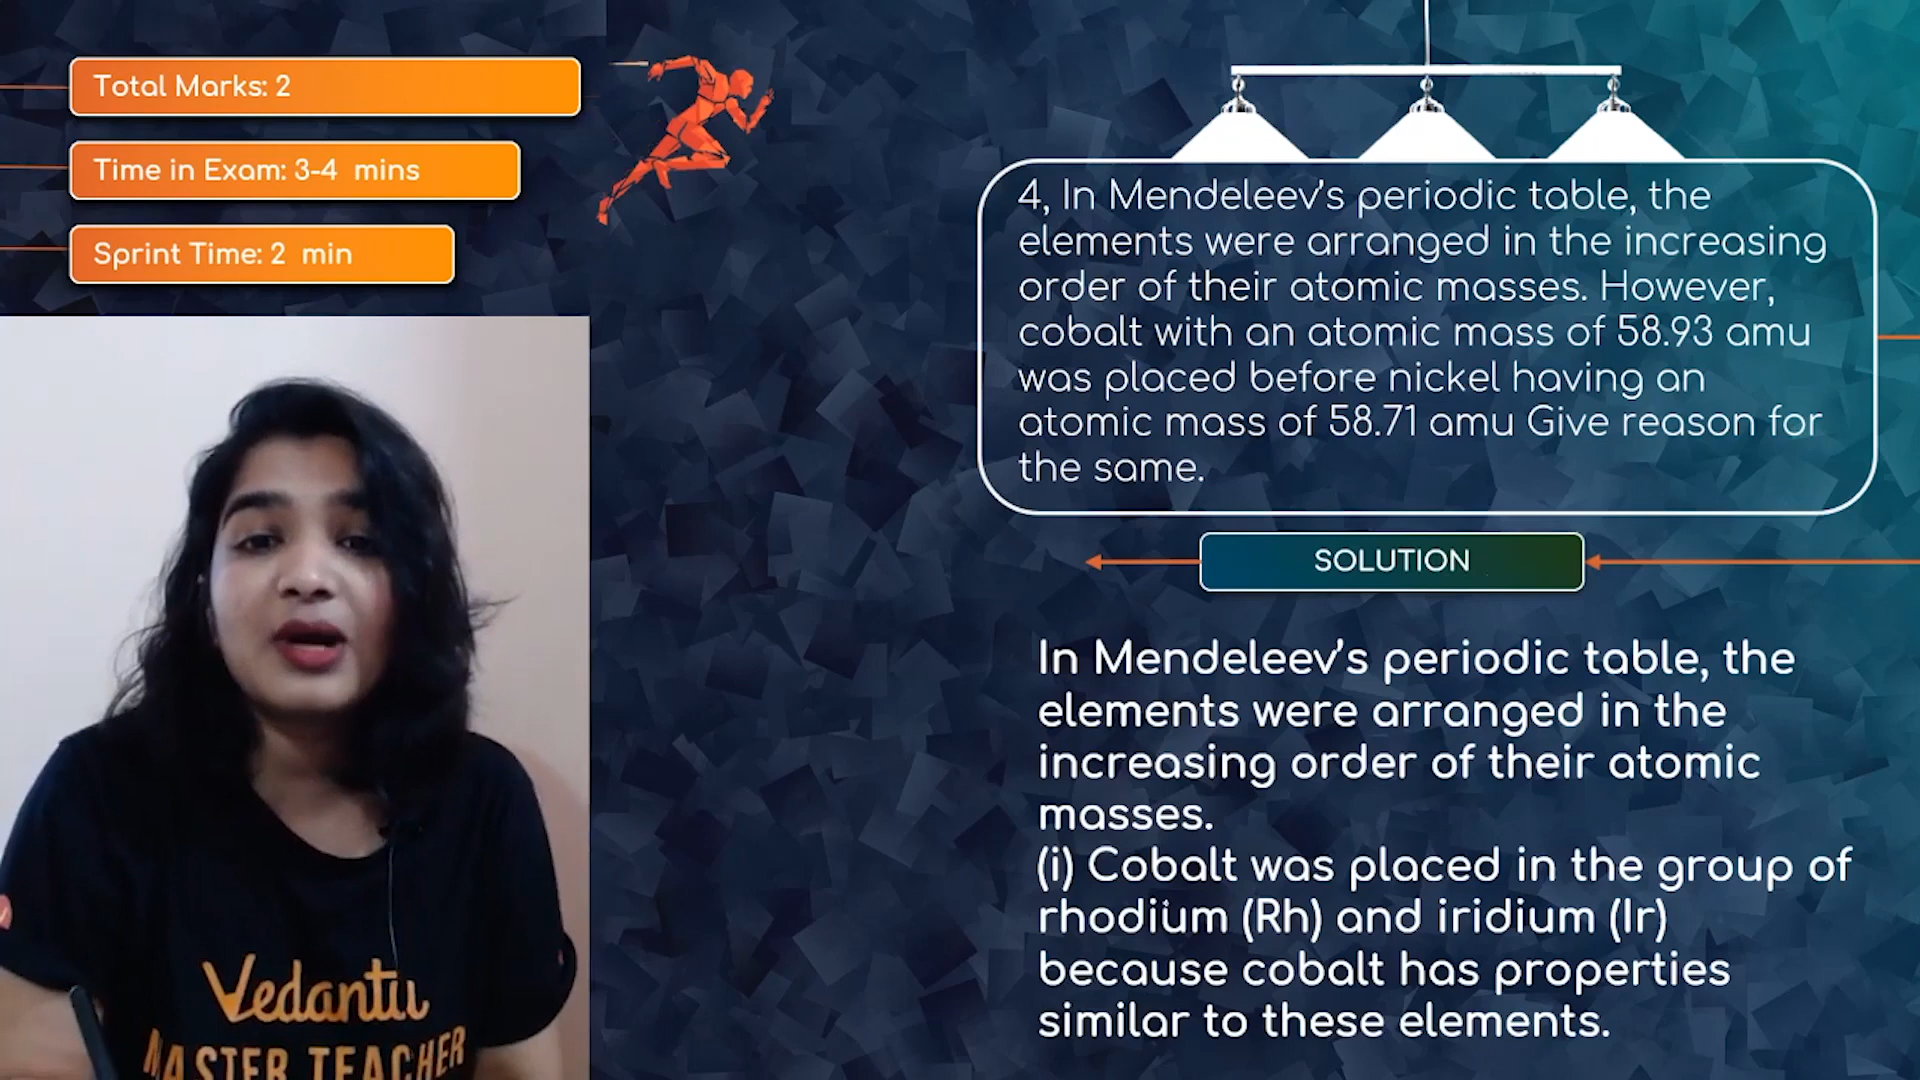 Total Marks: 2
Time in Exam: 3-4 mins
Sprint Time: 2 min
4, In Mendeleev's periodic table, the
elements were arranged in the increasing
order of their atomic masses. However,
cobalt with an atomic mass of 58.93 amu
was placed before nickel having an
atomic mass of 58.71 amu Give reason for
the same.
SOLUTION
In Mendeleev's periodic table, the
elements were arranged in the
increasing order of their atomic
masses.
(i) Cobalt was placed in the group of
rhodium (Rh) and iridium (Ir)
because cobalt has properties
similar to these elements.
Vedantu
MASTER TEACHER